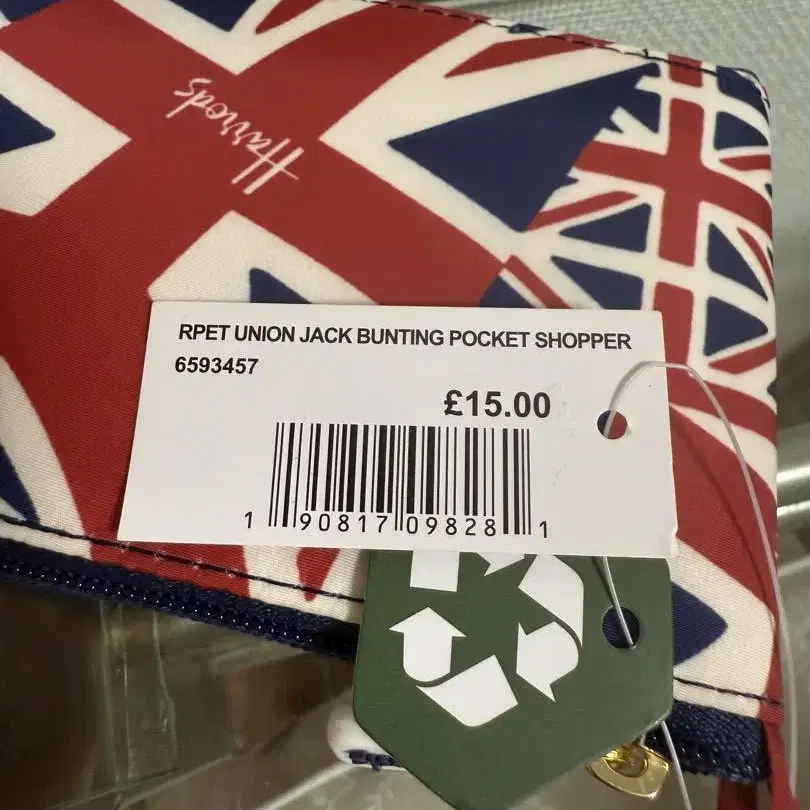 Harrods
RPET UNION JACK BUNTING POCKET SHOPPER
6593457
£15.00
1 90817 09828 1